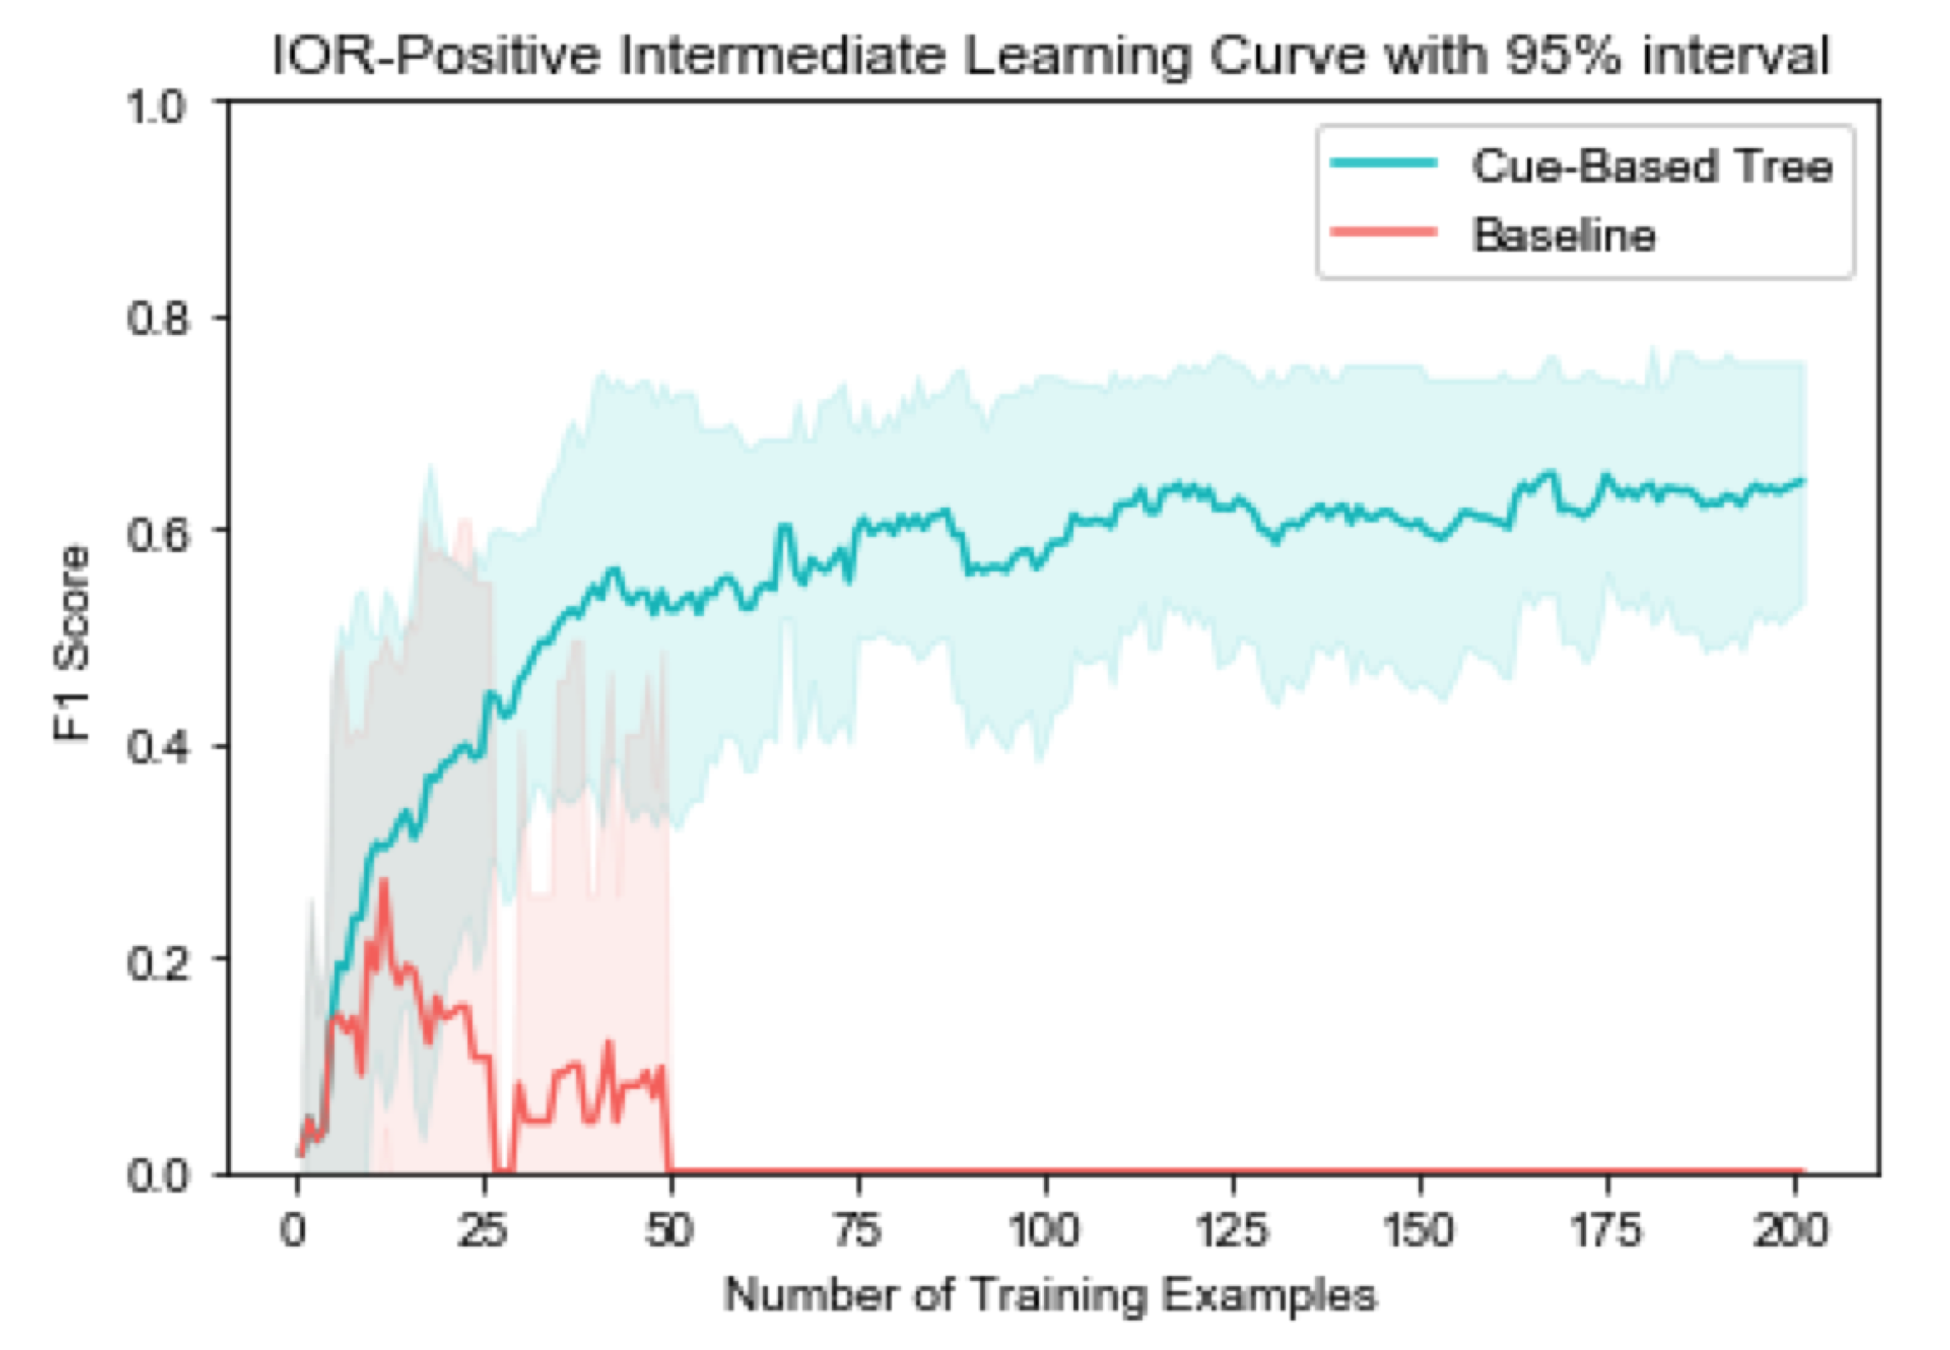 IOR-Positive Intermediate Learning Curve with 95% interval
1.0
Cue-Based Tree
Baseline
0.8
0.6
0.4
0.2
0.0
F1 Score
0 25 50 75 100 125 150 175 200
Number of Training Examples